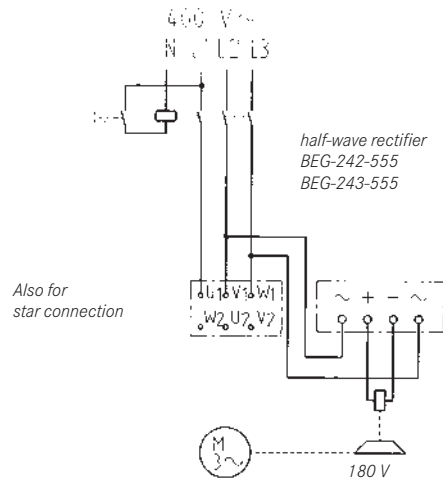 400 V~
N L1 L2 L3
half-wave rectifier
BEG-242-555
BEG-243-555
Also for
star connection
U1 V1 W1
W2 U2 V2
~ + − ~
M
3~
180 V